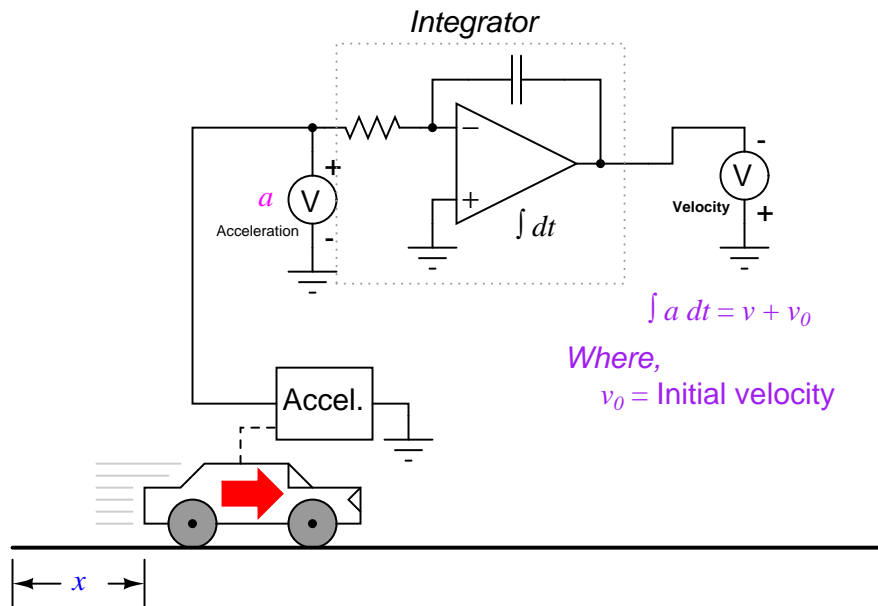 Integrator
−
+
∫ dt
+
a
V
Acceleration
-
-
V
Velocity
+
∫ a dt = v + v₀
Where,
v₀ = Initial velocity
Accel.
x